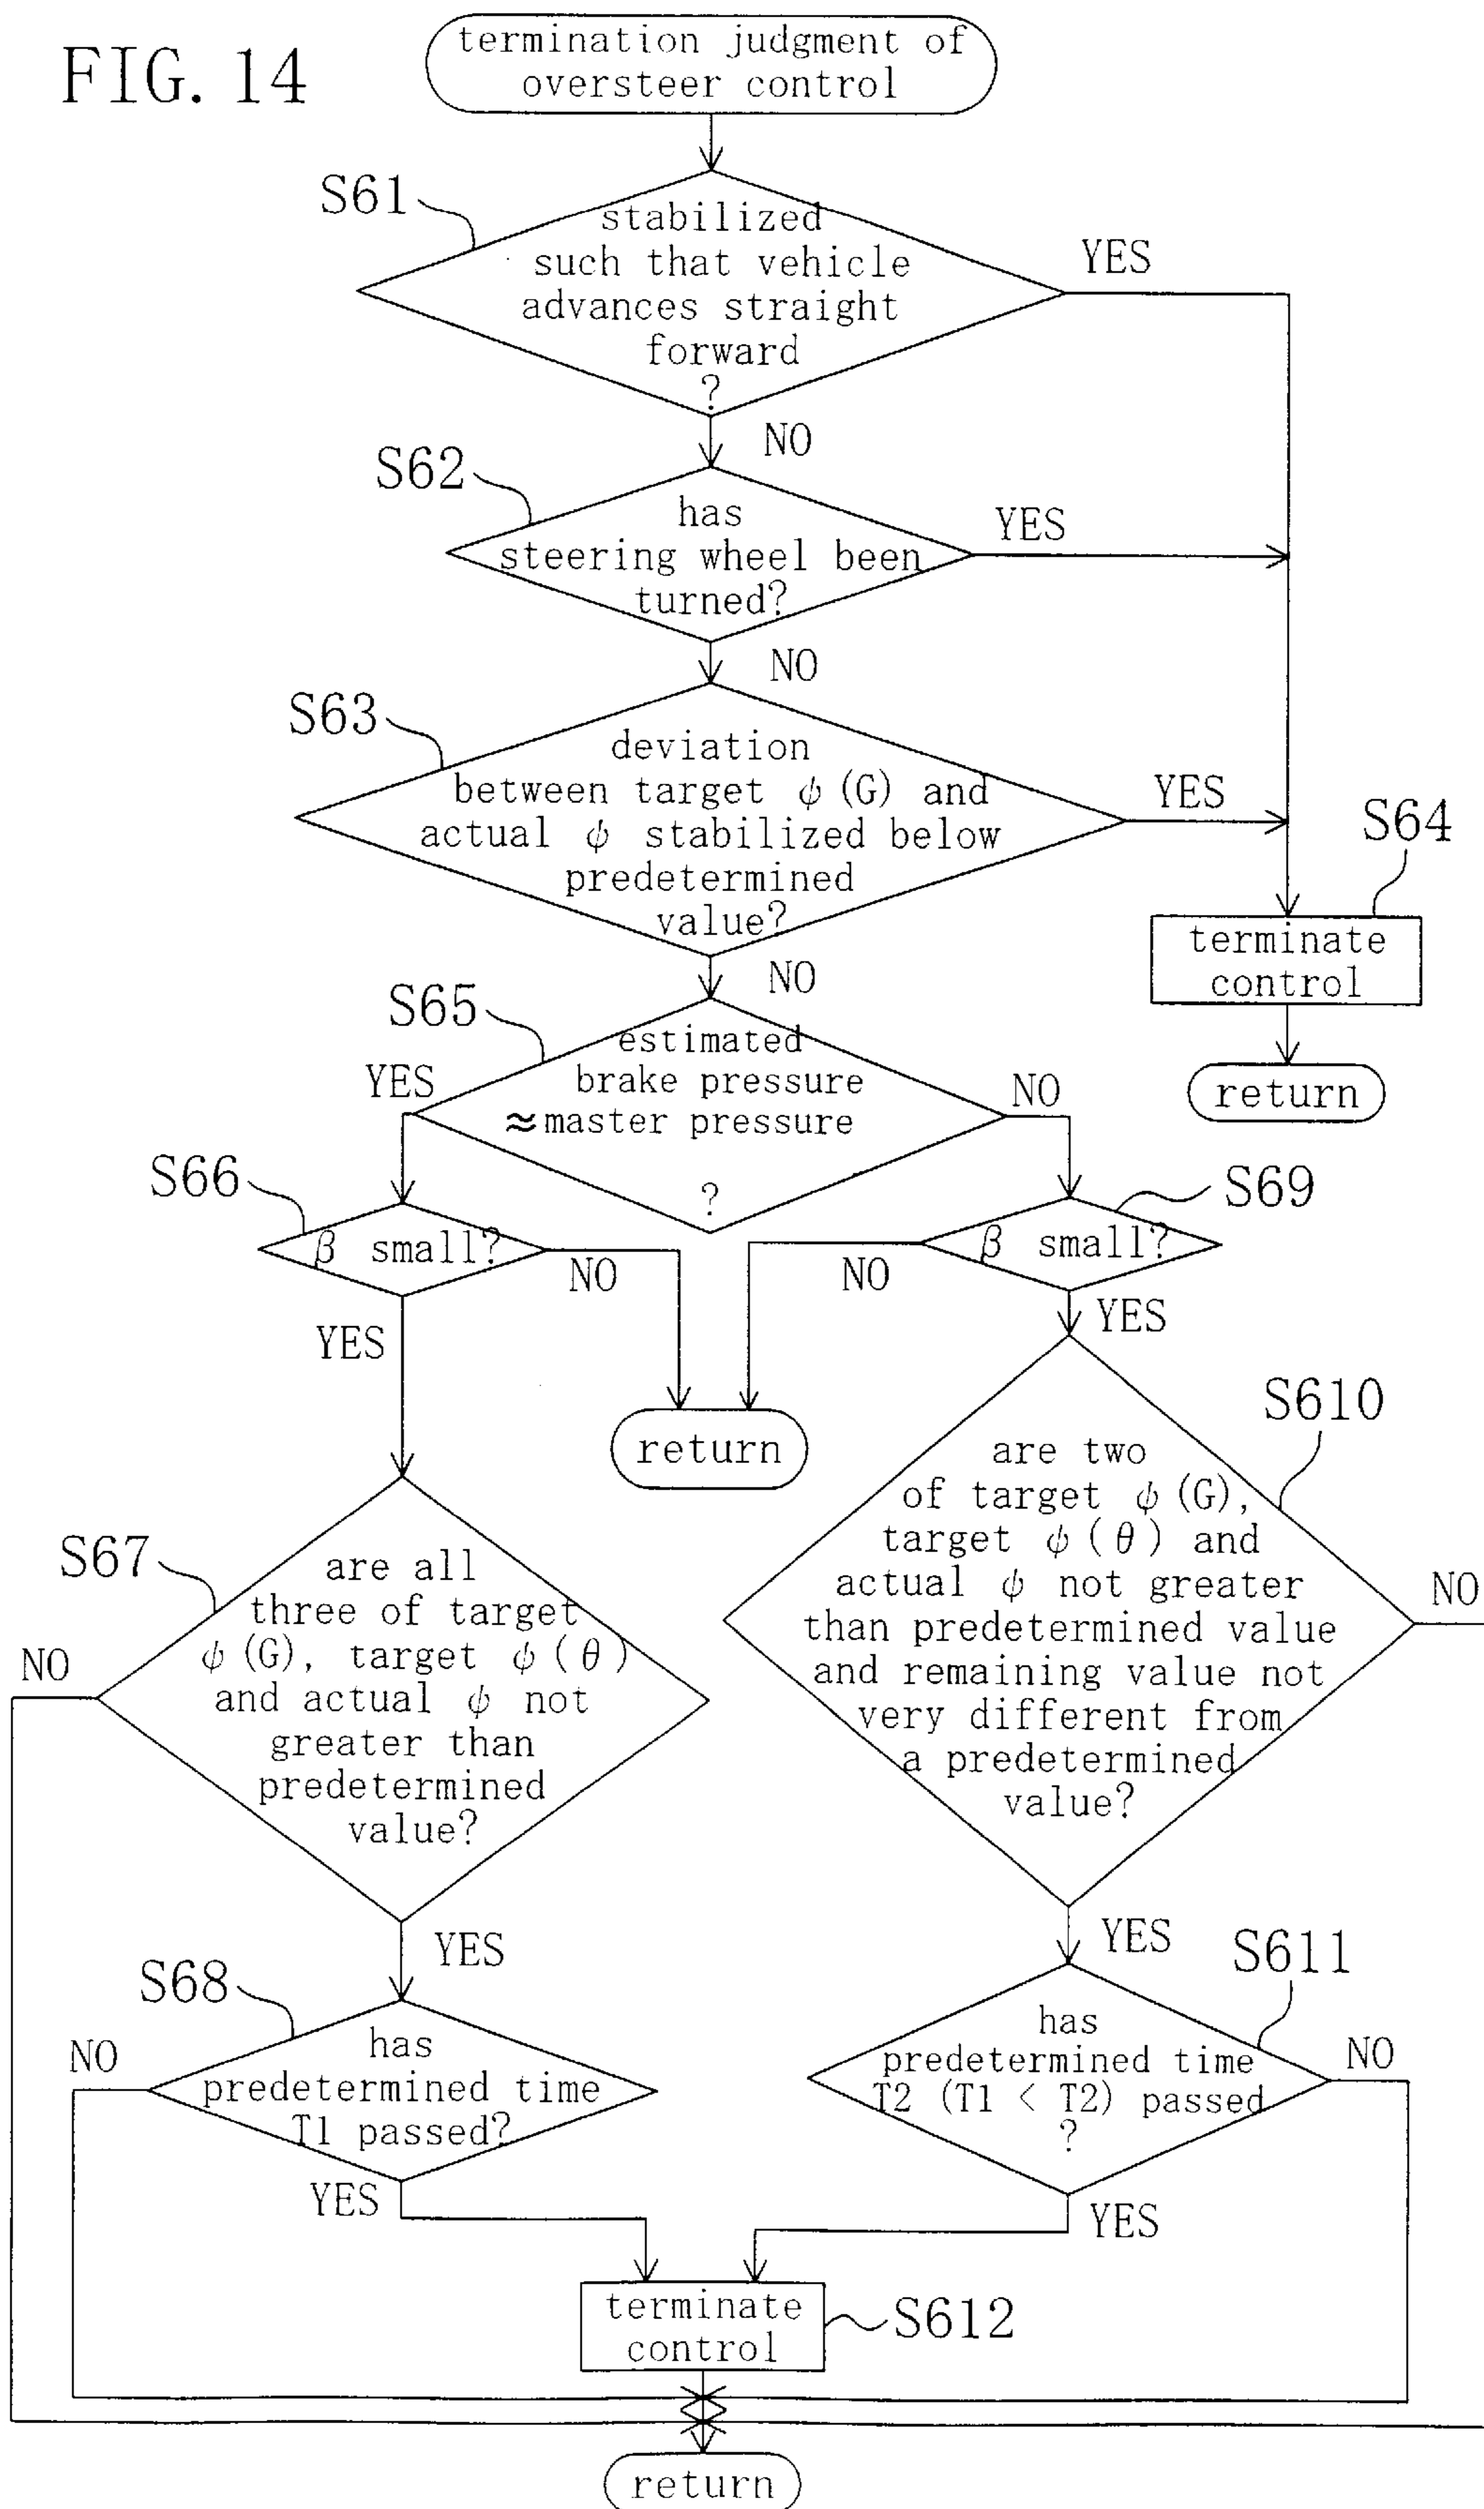 FIG. 14
termination judgment of
oversteer control
S61
stabilized
such that vehicle
advances straight
forward
?
YES
NO
S62
has
steering wheel been
turned?
YES
NO
S63
deviation
between target ψ (G) and
actual ψ stabilized below
predetermined
value?
YES
S64
terminate
control
return
NO
S65
estimated
brake pressure
≈master pressure
?
YES
NO
S66
β small?
NO
YES
S69
β small?
NO
YES
return
S67
are all
three of target
ψ (G), target ψ (θ)
and actual ψ not
greater than
predetermined
value?
NO
YES
S610
are two
of target ψ (G),
target ψ (θ) and
actual ψ not greater
than predetermined value
and remaining value not
very different from
a predetermined
value?
NO
YES
S68
has
predetermined time
T1 passed?
NO
YES
S611
has
predetermined time
T2 (T1 < T2) passed
?
NO
YES
terminate
control
S612
return